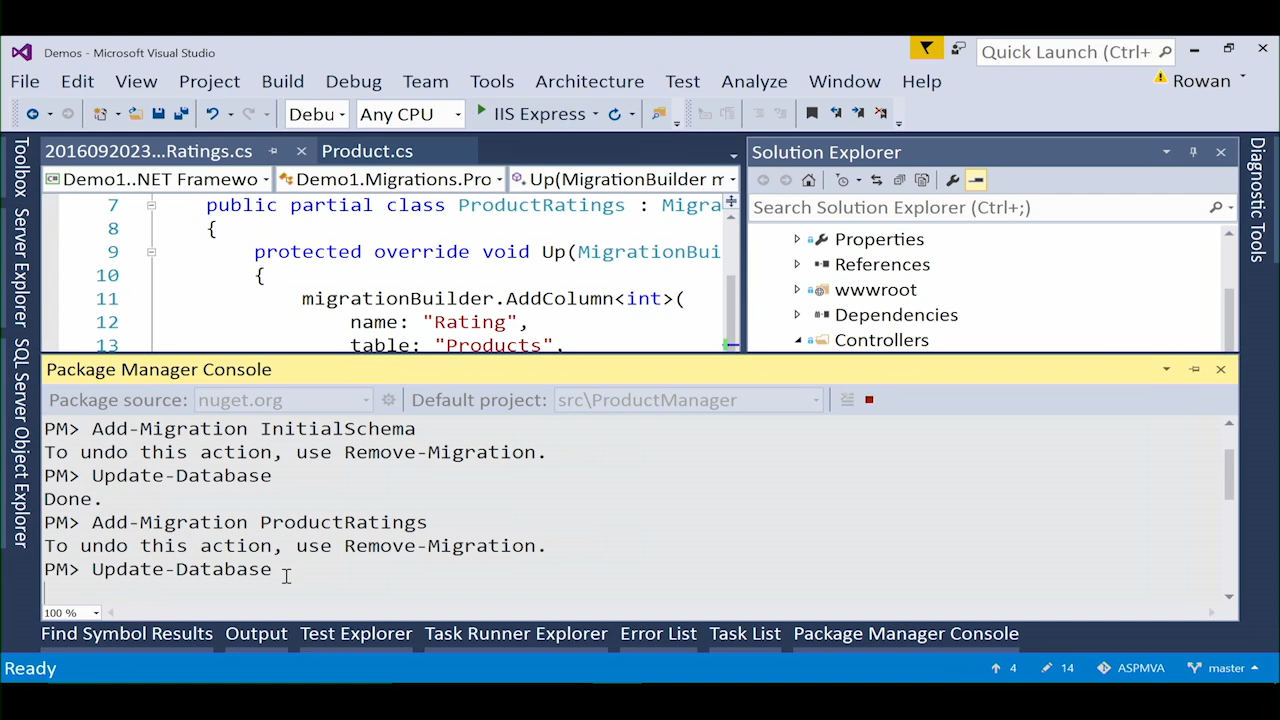 Demos - Microsoft Visual Studio
Quick Launch (Ctrl+
File Edit View Project Build Debug Team Tools Architecture Test Analyze Window Help
Rowan
Debu Any CPU IIS Express
Toolbox
Server Explorer
SQL Server Object Explorer
2016092023...Ratings.cs Product.cs
Demo1..NET Framewo Demo1.Migrations.Pro Up(MigrationBuilder m
7 public partial class ProductRatings : Migra
8 {
9 protected override void Up(MigrationBui
10 {
11 migrationBuilder.AddColumn<int>(
12 name: "Rating",
13 table: "Products",
Solution Explorer
Search Solution Explorer (Ctrl+;)
Properties
References
wwwroot
Dependencies
Controllers
Diagnostic Tools
Package Manager Console
Package source: nuget.org Default project: src\ProductManager
PM> Add-Migration InitialSchema
To undo this action, use Remove-Migration.
PM> Update-Database
Done.
PM> Add-Migration ProductRatings
To undo this action, use Remove-Migration.
PM> Update-Database
100 %
Find Symbol Results Output Test Explorer Task Runner Explorer Error List Task List Package Manager Console
Ready 4 14 ASPMVA master